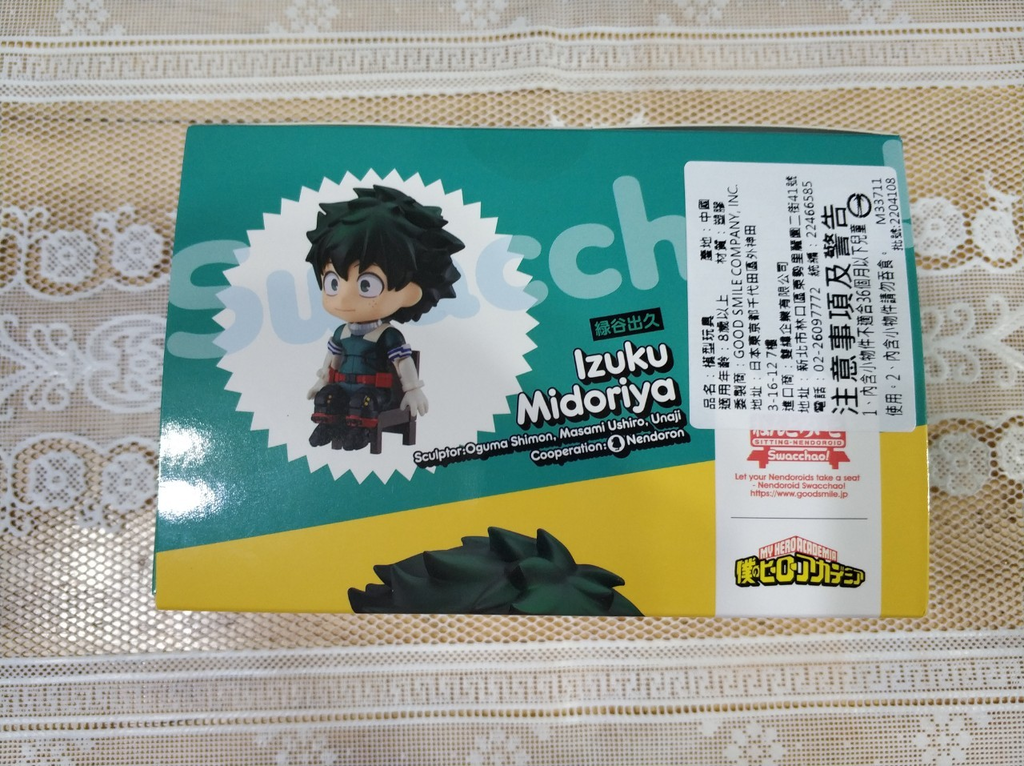 Swacch
緑谷出久
Izuku
Midoriya
Sculptor:Oguma Shimon, Masami Ushiro, Unaji
Cooperation: Nendoron
品名：模型玩具 產地：中國
適用年齡：8歲以上 材質：塑膠
委製商：GOOD SMILE COMPANY, INC.
地址：日本東京都千代田區外神田
3-16-12 7樓
進口商：雙繽企業有限公司
地址：新北市林口區東勢里麗園二街41號
電話：02-26097772 統編：22466585
注意事項及警告
1、內含小物件不適合36個月以下兒童
使用；2、內含小物件請勿吞食。
M33711
批號:2204108
SITTING-NENDOROID
Swacchao!
Let your Nendoroids take a seat
- Nendoroid Swacchao!
https://www.goodsmile.jp
MY HERO ACADEMIA
僕のヒーローアカデミア